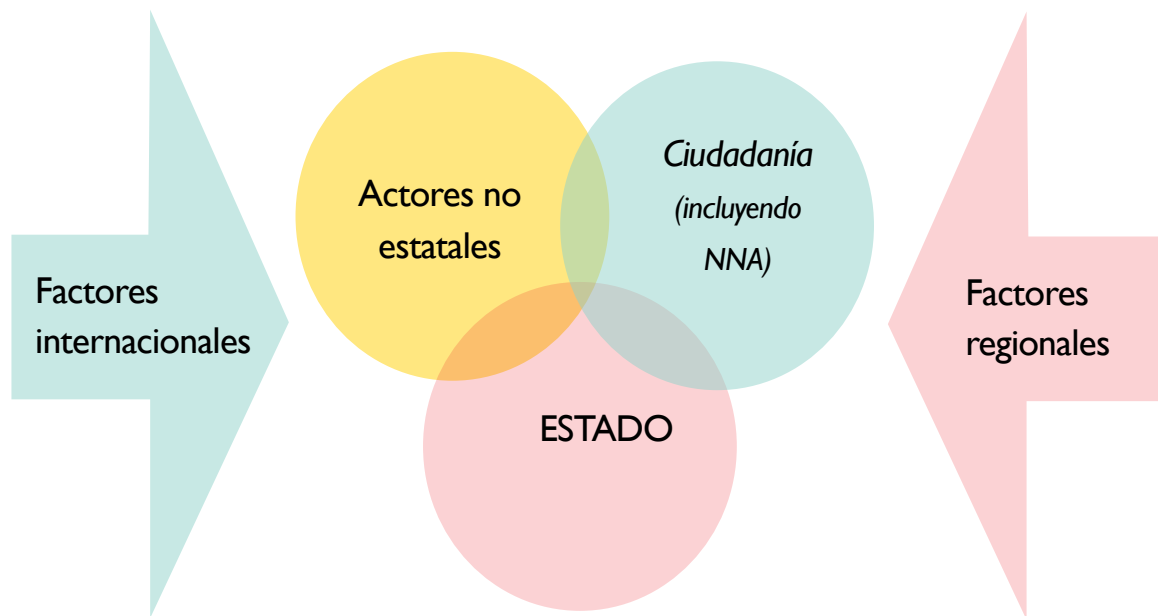 Actores no
estatales
Ciudadanía
(incluyendo
NNA)
Factores
internacionales
Factores
regionales
ESTADO